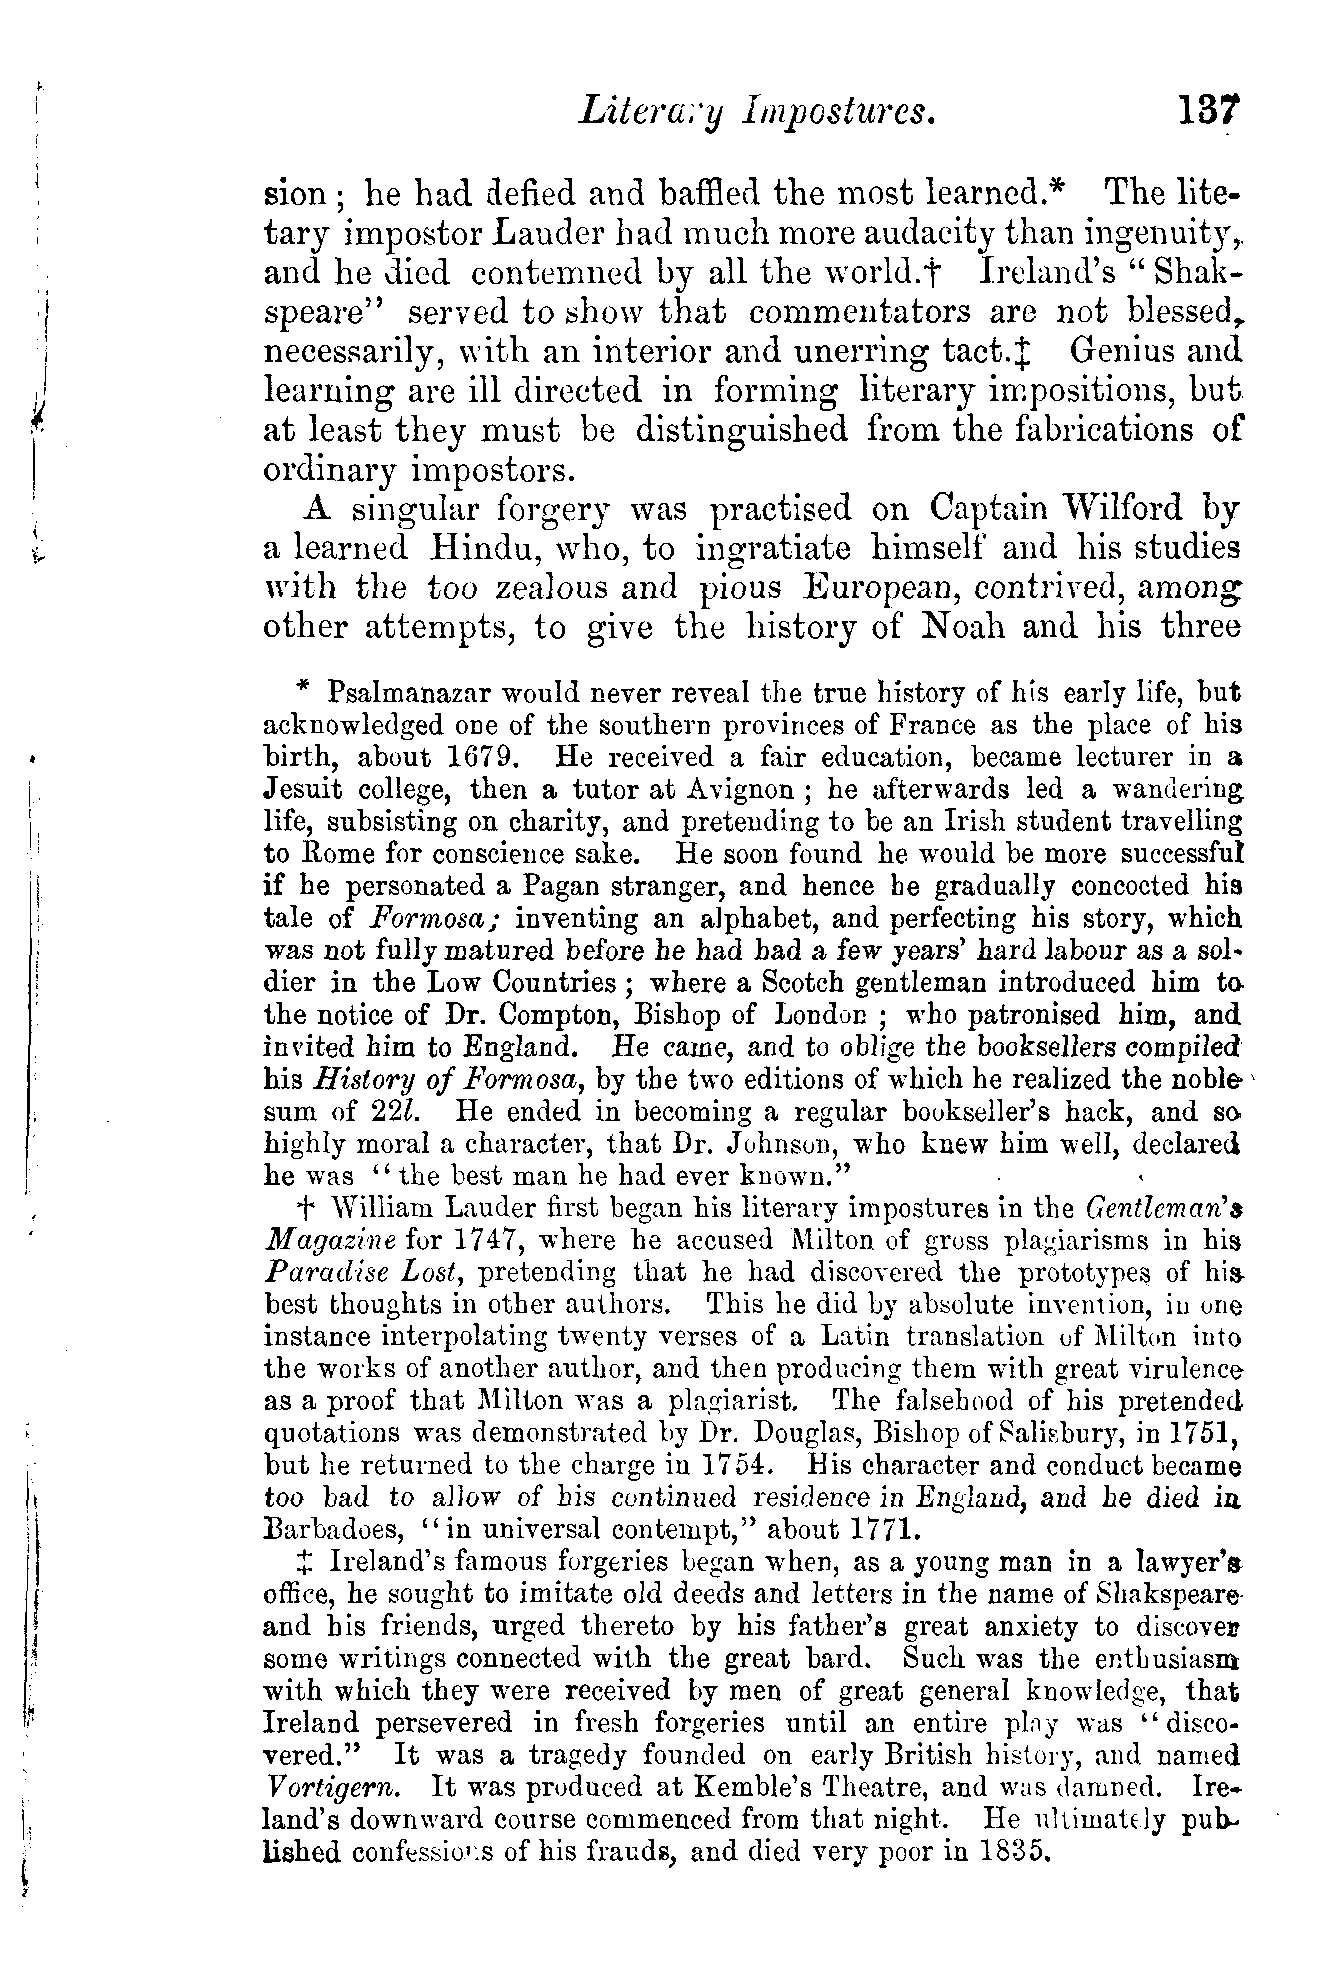 Literary Impostures. 137
sion ; he had defied and baffled the most learned.* The lite-
tary impostor Lauder had much more audacity than ingenuity,
and he died contemned by all the world.† Ireland's “ Shak-
speare” served to show that commentators are not blessed,
necessarily, with an interior and unerring tact.‡ Genius and
learning are ill directed in forming literary impositions, but
at least they must be distinguished from the fabrications of
ordinary impostors.
A singular forgery was practised on Captain Wilford by
a learned Hindu, who, to ingratiate himself and his studies
with the too zealous and pious European, contrived, among
other attempts, to give the history of Noah and his three
* Psalmanazar would never reveal the true history of his early life, but
acknowledged one of the southern provinces of France as the place of his
birth, about 1679. He received a fair education, became lecturer in a
Jesuit college, then a tutor at Avignon ; he afterwards led a wandering
life, subsisting on charity, and pretending to be an Irish student travelling
to Rome for conscience sake. He soon found he would be more successful
if he personated a Pagan stranger, and hence he gradually concocted his
tale of Formosa; inventing an alphabet, and perfecting his story, which
was not fully matured before he had had a few years' hard labour as a sol-
dier in the Low Countries ; where a Scotch gentleman introduced him to
the notice of Dr. Compton, Bishop of London ; who patronised him, and
invited him to England. He came, and to oblige the booksellers compiled
his History of Formosa, by the two editions of which he realized the noble
sum of 22l. He ended in becoming a regular bookseller's hack, and so
highly moral a character, that Dr. Johnson, who knew him well, declared
he was “ the best man he had ever known.”
† William Lauder first began his literary impostures in the Gentleman's
Magazine for 1747, where he accused Milton of gross plagiarisms in his
Paradise Lost, pretending that he had discovered the prototypes of his
best thoughts in other authors. This he did by absolute invention, in one
instance interpolating twenty verses of a Latin translation of Milton into
the works of another author, and then producing them with great virulence
as a proof that Milton was a plagiarist. The falsehood of his pretended
quotations was demonstrated by Dr. Douglas, Bishop of Salisbury, in 1751,
but he returned to the charge in 1754. His character and conduct became
too bad to allow of his continued residence in England, and he died in
Barbadoes, “ in universal contempt,” about 1771.
‡ Ireland's famous forgeries began when, as a young man in a lawyer's
office, he sought to imitate old deeds and letters in the name of Shakspeare
and his friends, urged thereto by his father's great anxiety to discover
some writings connected with the great bard. Such was the enthusiasm
with which they were received by men of great general knowledge, that
Ireland persevered in fresh forgeries until an entire play was “ disco-
vered.” It was a tragedy founded on early British history, and named
Vortigern. It was produced at Kemble's Theatre, and was damned. Ire-
land's downward course commenced from that night. He ultimately pub-
lished confessions of his frauds, and died very poor in 1835.